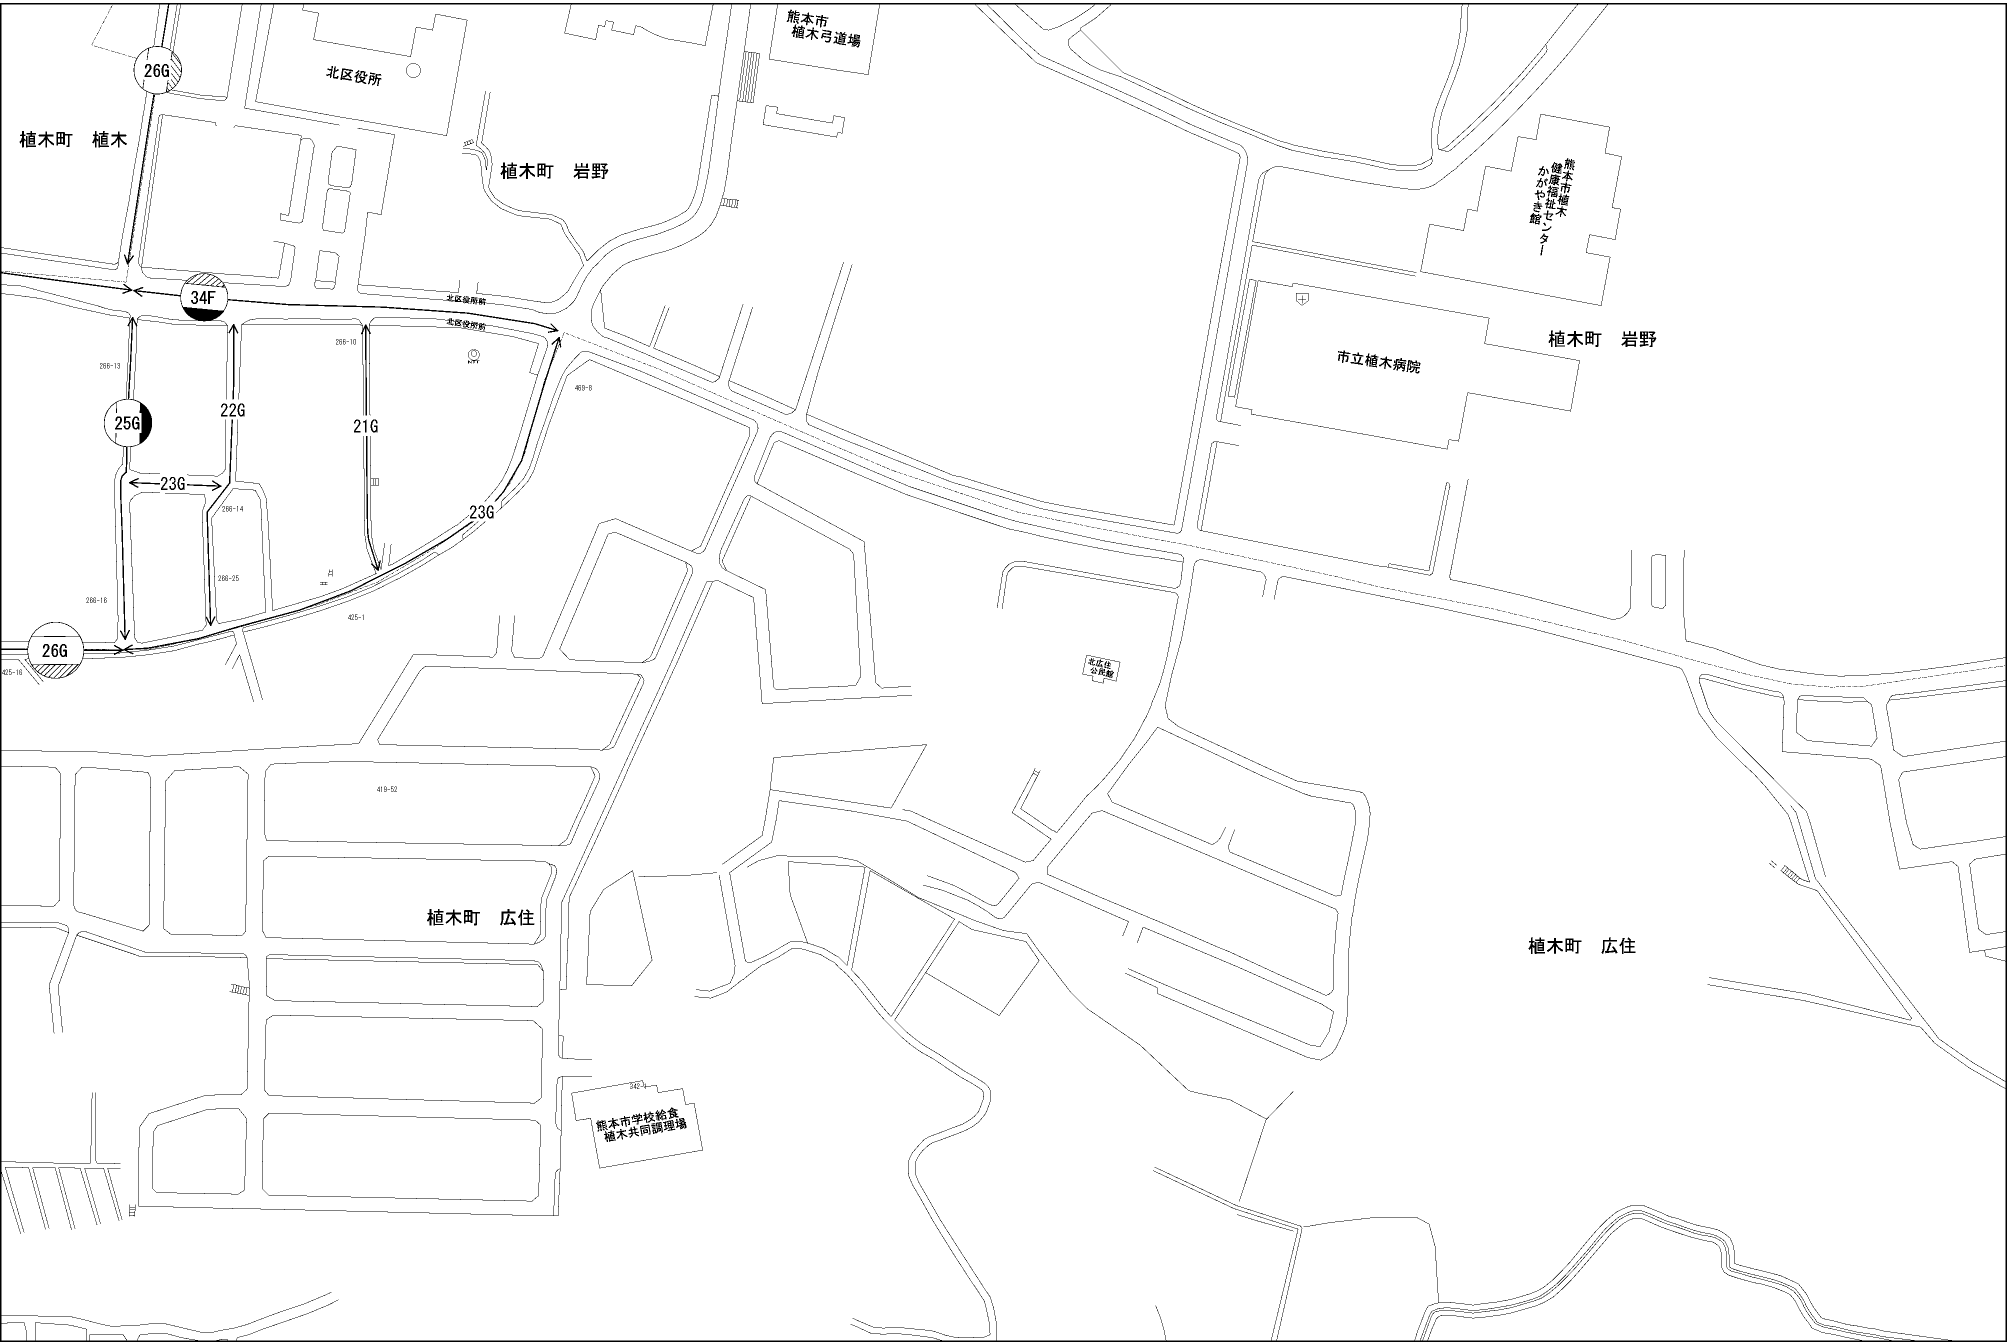 熊本市
植木弓道場
26G
北区役所
植木町　植木
植木町　岩野
熊本市植木
健康福祉センター
かがやき館
34F
北区役所前
北区役所前
266-10
NTT
植木町　岩野
市立植木病院
266-13
469-8
25G
22G
21G
23G
23G
266-14
266-25
266-16
425-1
26G
425-16
北広住
公民館
419-52
植木町　広住
植木町　広住
342-1
熊本市学校給食
植木共同調理場